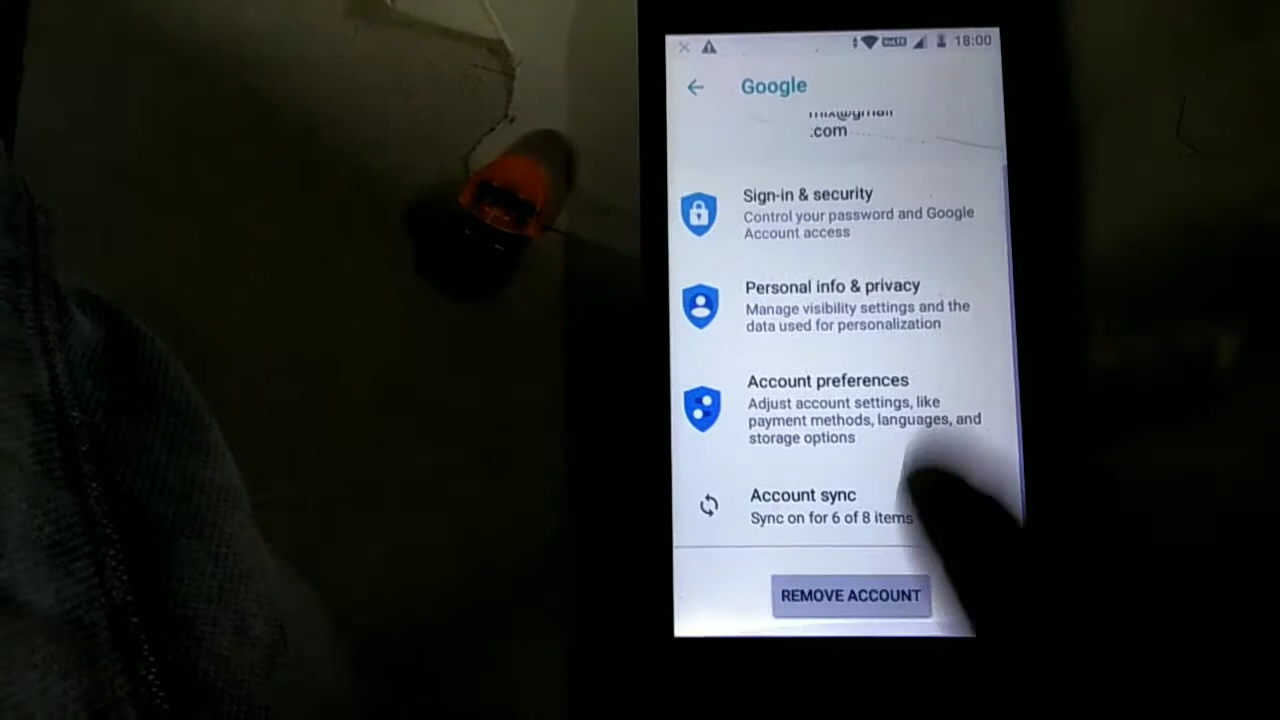 VoLTE 18:00
Google
.com
Sign-in & security
Control your password and Google
Account access
Personal info & privacy
Manage visibility settings and the
data used for personalization
Account preferences
Adjust account settings, like
payment methods, languages, and
storage options
Account sync
Sync on for 6 of 8 items
REMOVE ACCOUNT